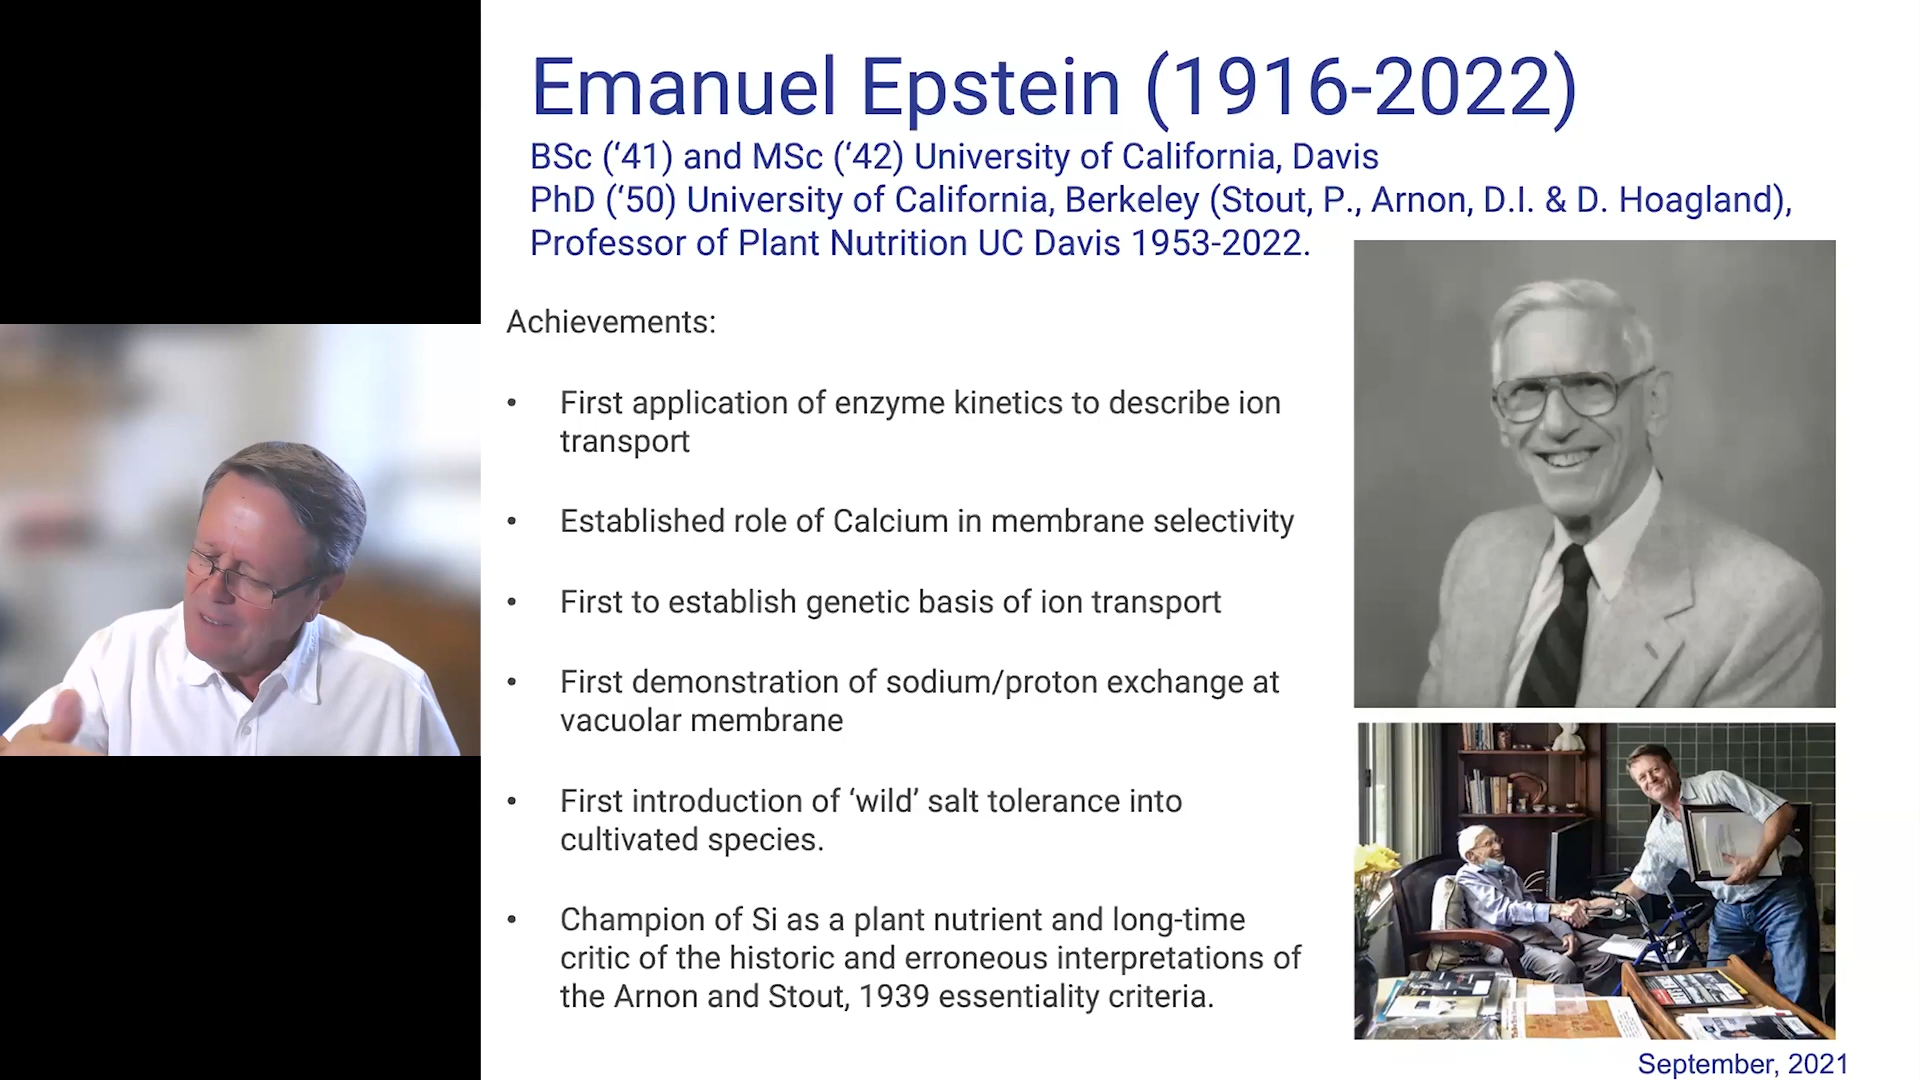 Emanuel Epstein (1916-2022)
BSc (‘41) and MSc (‘42) University of California, Davis
PhD (‘50) University of California, Berkeley (Stout, P., Arnon, D.I. & D. Hoagland),
Professor of Plant Nutrition UC Davis 1953-2022.
Achievements:
• First application of enzyme kinetics to describe ion
transport
• Established role of Calcium in membrane selectivity
• First to establish genetic basis of ion transport
• First demonstration of sodium/proton exchange at
vacuolar membrane
• First introduction of ‘wild’ salt tolerance into
cultivated species.
• Champion of Si as a plant nutrient and long-time
critic of the historic and erroneous interpretations of
the Arnon and Stout, 1939 essentiality criteria.
September, 2021